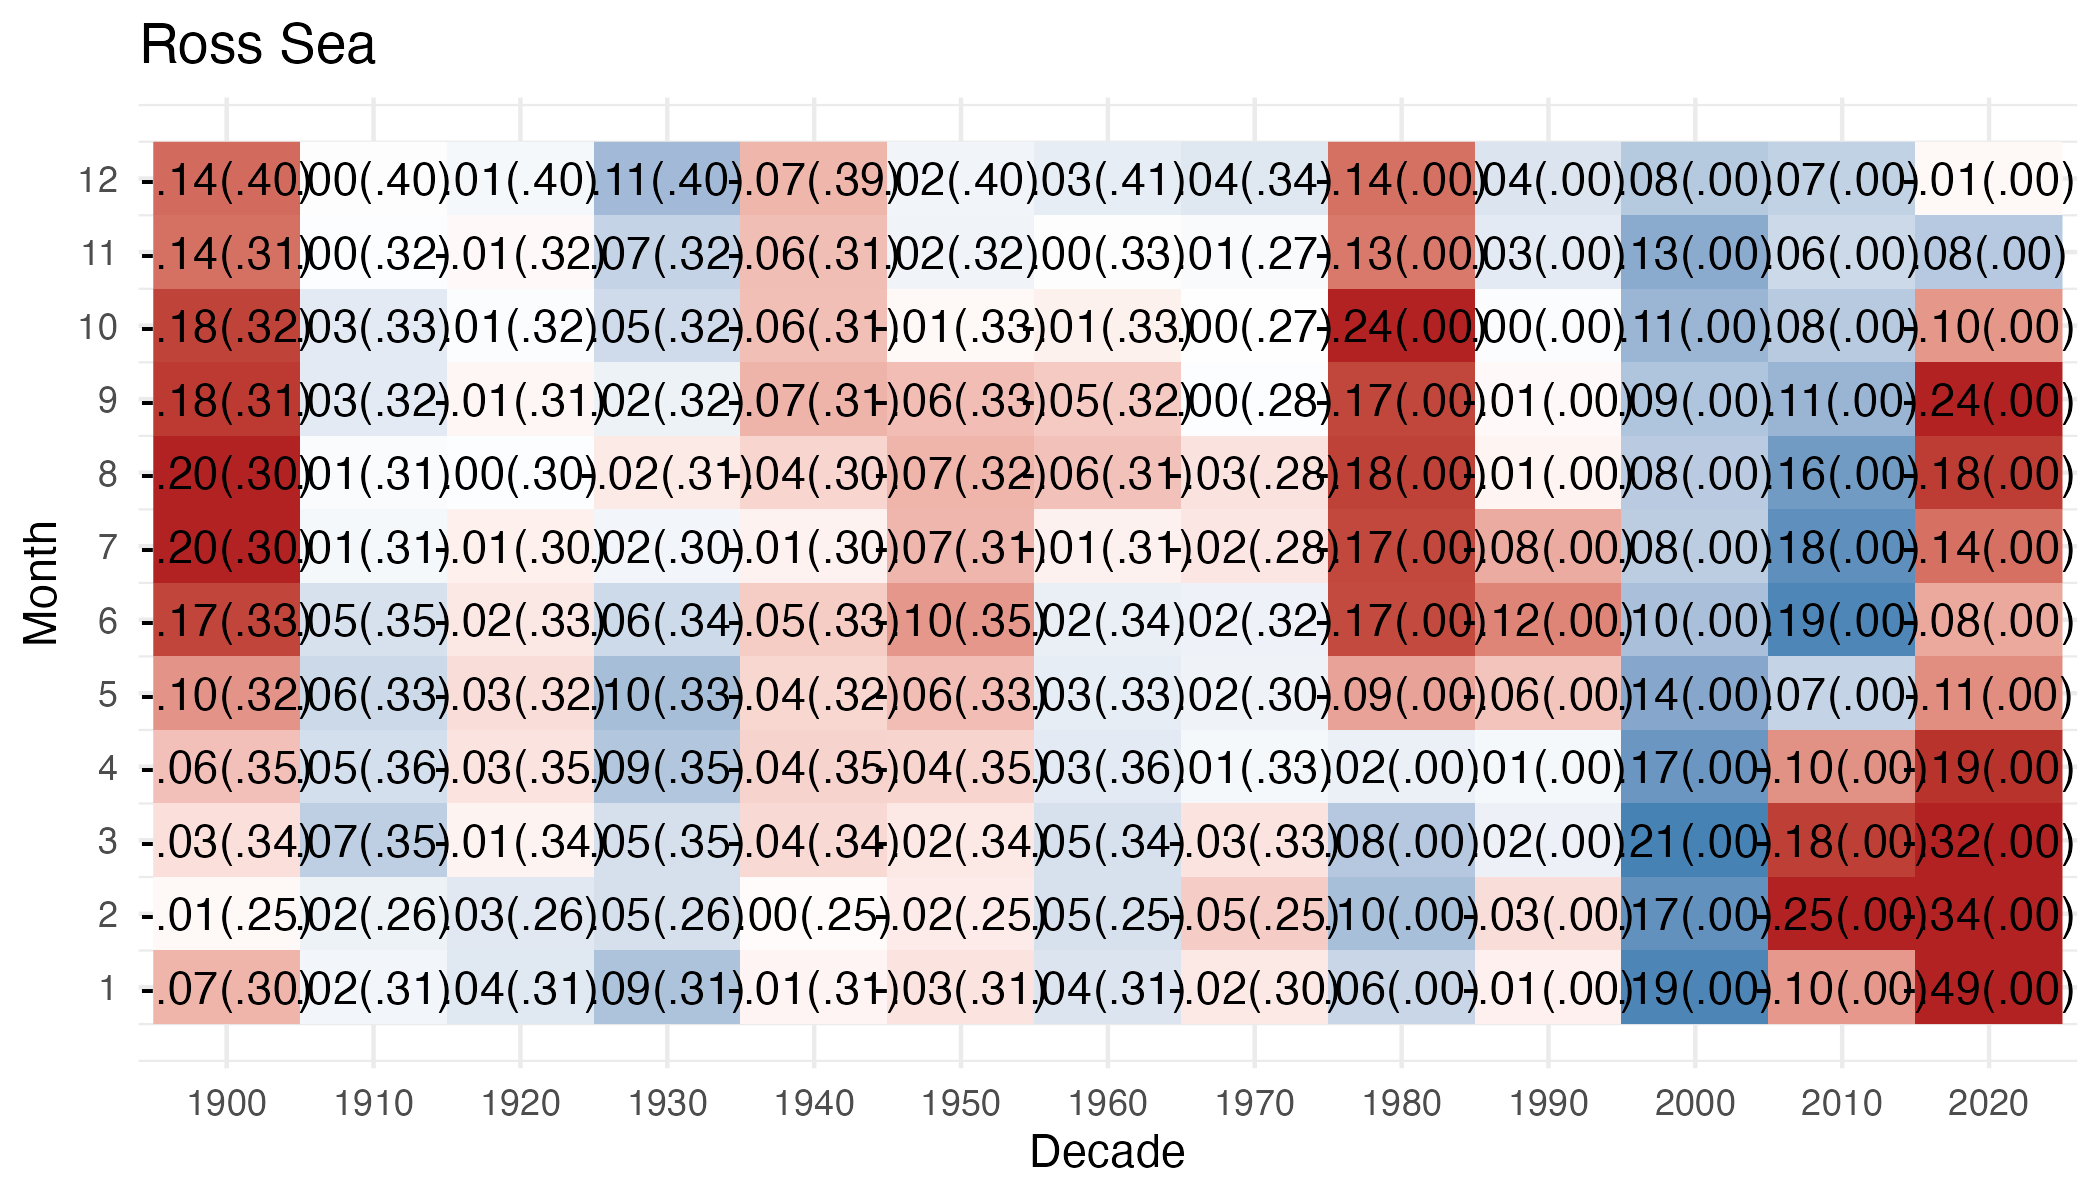 Ross Sea
12 -.14(.40) .00(.40) .01(.40) .11(.40) -.07(.39) .02(.40) .03(.41) .04(.34) -.14(.00) .04(.00) .08(.00) .07(.00) -.01(.00)
11 -.14(.31) .00(.32) -.01(.32) .07(.32) -.06(.31) .02(.32) .00(.33) .01(.27) -.13(.00) .03(.00) .13(.00) .06(.00) .08(.00)
10 -.18(.32) .03(.33) .01(.32) .05(.32) -.06(.31) -.01(.33) -.01(.33) .00(.27) -.24(.00) .00(.00) .11(.00) .08(.00) -.10(.00)
9 -.18(.31) .03(.32) -.01(.31) .02(.32) -.07(.31) -.06(.33) -.05(.32) .00(.28) -.17(.00) -.01(.00) .09(.00) .11(.00) -.24(.00)
8 -.20(.30) .01(.31) .00(.30) -.02(.31) -.04(.30) -.07(.32) -.06(.31) -.03(.28) -.18(.00) -.01(.00) .08(.00) .16(.00) -.18(.00)
7 -.20(.30) .01(.31) -.01(.30) .02(.30) -.01(.30) -.07(.31) -.01(.31) -.02(.28) -.17(.00) -.08(.00) .08(.00) .18(.00) -.14(.00)
6 -.17(.33) .05(.35) -.02(.33) .06(.34) -.05(.33) -.10(.35) .02(.34) .02(.32) -.17(.00) -.12(.00) .10(.00) .19(.00) -.08(.00)
5 -.10(.32) .06(.33) -.03(.32) .10(.33) -.04(.32) -.06(.33) .03(.33) .02(.30) -.09(.00) -.06(.00) .14(.00) .07(.00) -.11(.00)
4 -.06(.35) .05(.36) -.03(.35) .09(.35) -.04(.35) -.04(.35) .03(.36) .01(.33) .02(.00) .01(.00) .17(.00) -.10(.00) -.19(.00)
3 -.03(.34) .07(.35) -.01(.34) .05(.35) -.04(.34) -.02(.34) .05(.34) -.03(.33) .08(.00) .02(.00) .21(.00) -.18(.00) -.32(.00)
2 -.01(.25) .02(.26) .03(.26) .05(.26) .00(.25) -.02(.25) .05(.25) -.05(.25) .10(.00) -.03(.00) .17(.00) -.25(.00) -.34(.00)
1 -.07(.30) .02(.31) .04(.31) .09(.31) -.01(.31) -.03(.31) .04(.31) -.02(.30) .06(.00) -.01(.00) .19(.00) -.10(.00) -.49(.00)
Month
1900 1910 1920 1930 1940 1950 1960 1970 1980 1990 2000 2010 2020
Decade